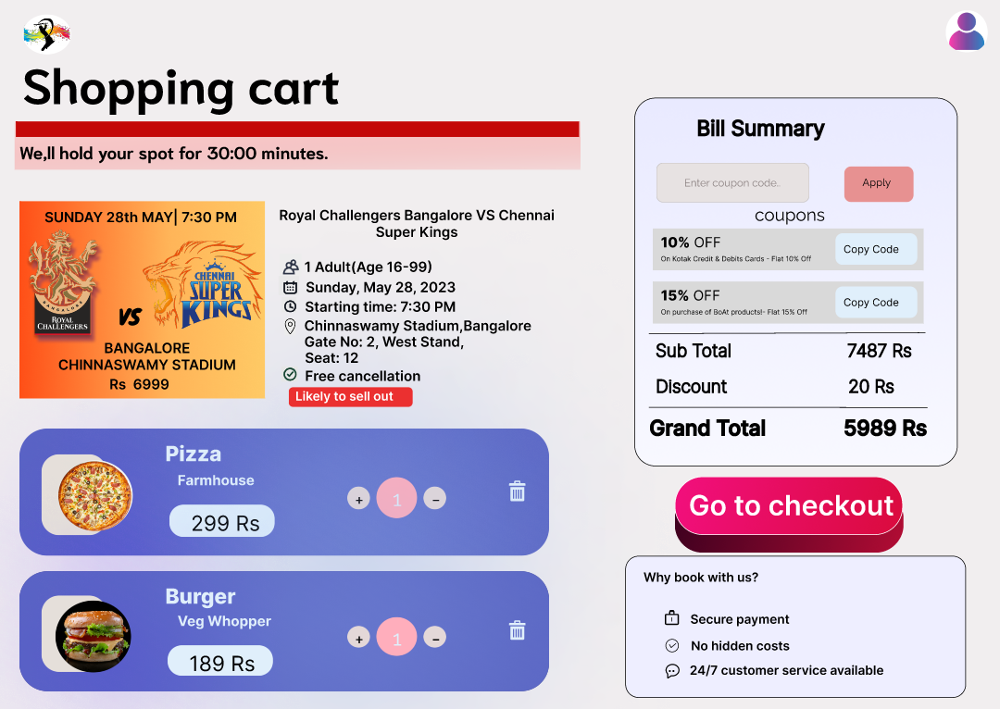 Shopping cart
We,ll hold your spot for 30:00 minutes.
SUNDAY 28th MAY| 7:30 PM
BANGALORE
ROYAL
CHALLENGERS
VS
CHENNAI
SUPER
KINGS
BANGALORE
CHINNASWAMY STADIUM
Rs 6999
Royal Challengers Bangalore VS Chennai
Super Kings
1 Adult(Age 16-99)
Sunday, May 28, 2023
Starting time: 7:30 PM
Chinnaswamy Stadium,Bangalore
Gate No: 2, West Stand,
Seat: 12
Free cancellation
Likely to sell out
Pizza
Farmhouse
299 Rs
+ 1 −
Burger
Veg Whopper
189 Rs
+ 1 −
Bill Summary
Enter coupon code..
Apply
coupons
10% OFF
On Kotak Credit & Debits Cards - Flat 10% Off
Copy Code
15% OFF
On purchase of BoAt products!- Flat 15% Off
Copy Code
Sub Total 7487 Rs
Discount 20 Rs
Grand Total 5989 Rs
Go to checkout
Why book with us?
Secure payment
No hidden costs
24/7 customer service available